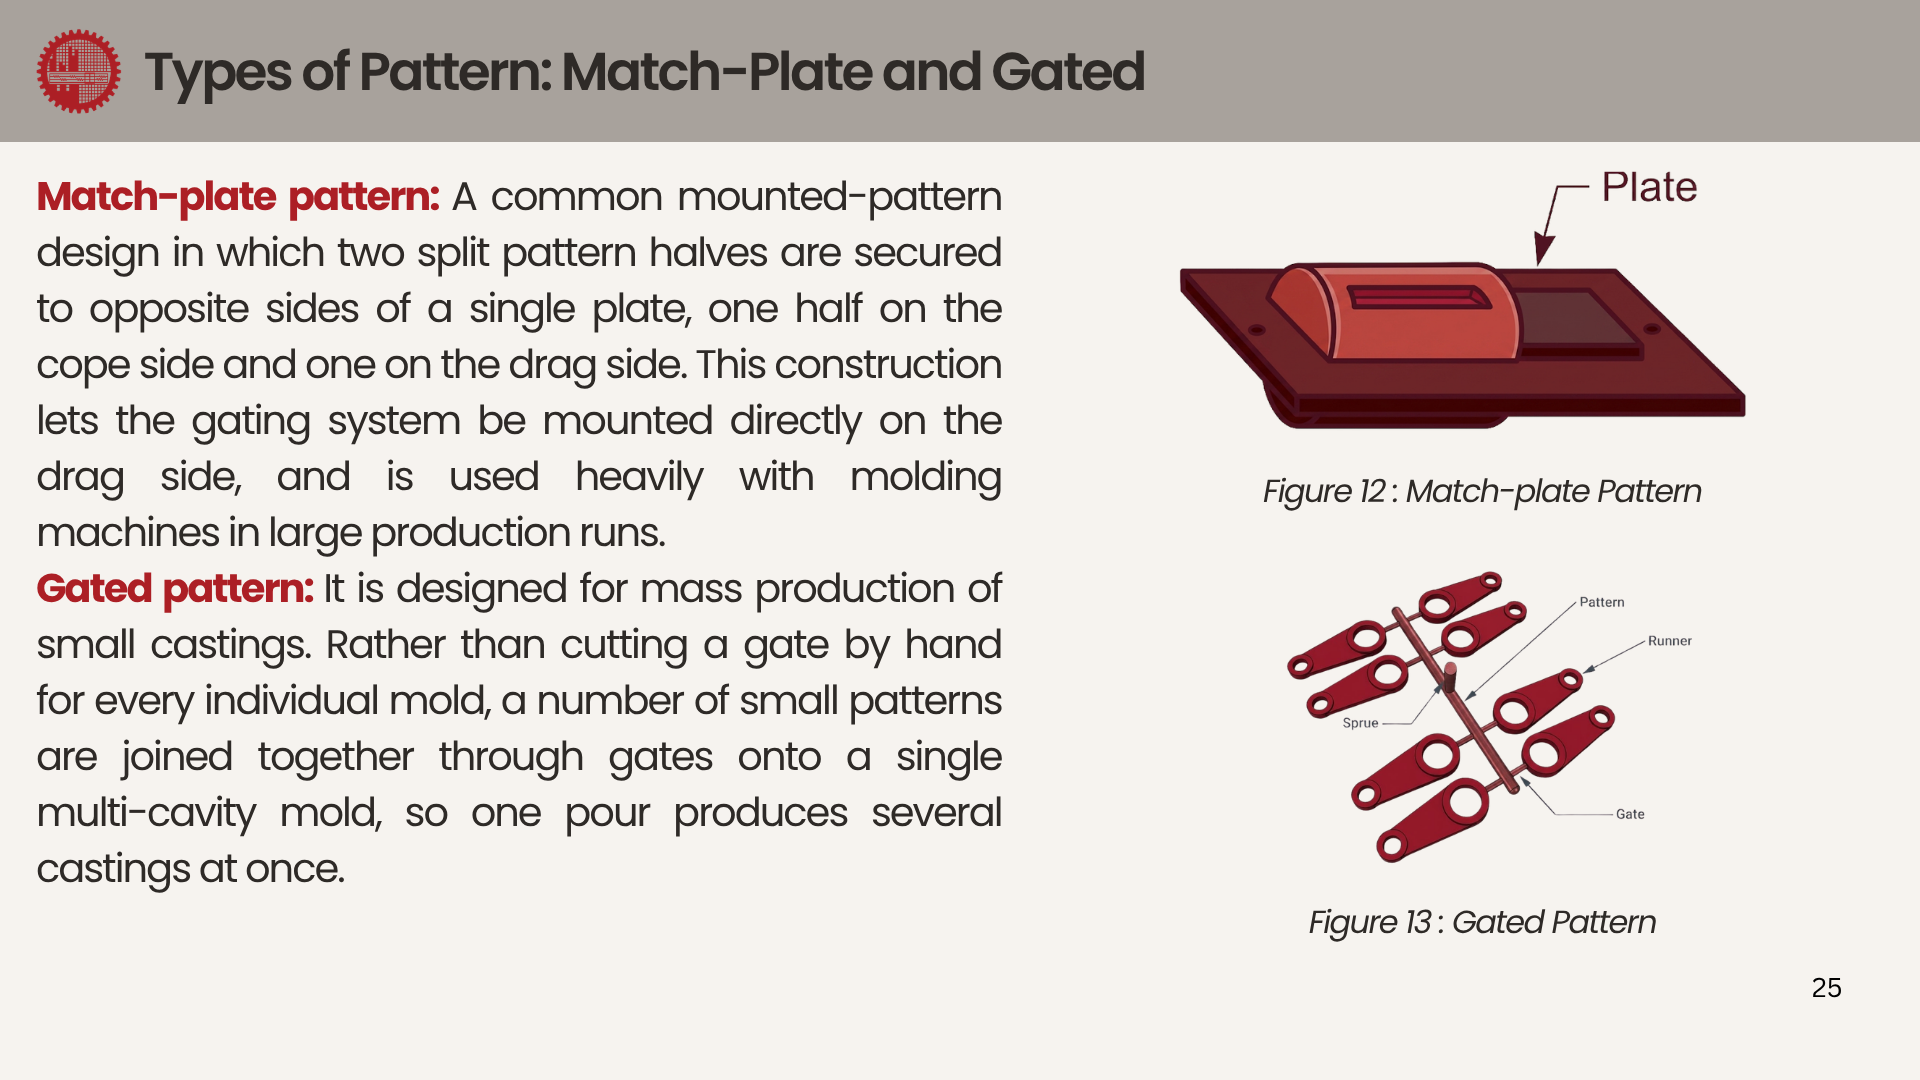 Types of Pattern: Match-Plate and Gated
Match-plate pattern: A common mounted-pattern
design in which two split pattern halves are secured
to opposite sides of a single plate, one half on the
cope side and one on the drag side. This construction
lets the gating system be mounted directly on the
drag side, and is used heavily with molding
machines in large production runs.
Gated pattern: It is designed for mass production of
small castings. Rather than cutting a gate by hand
for every individual mold, a number of small patterns
are joined together through gates onto a single
multi-cavity mold, so one pour produces several
castings at once.
Plate
Figure 12 : Match-plate Pattern
Pattern
Runner
Sprue
Gate
Figure 13 : Gated Pattern
25